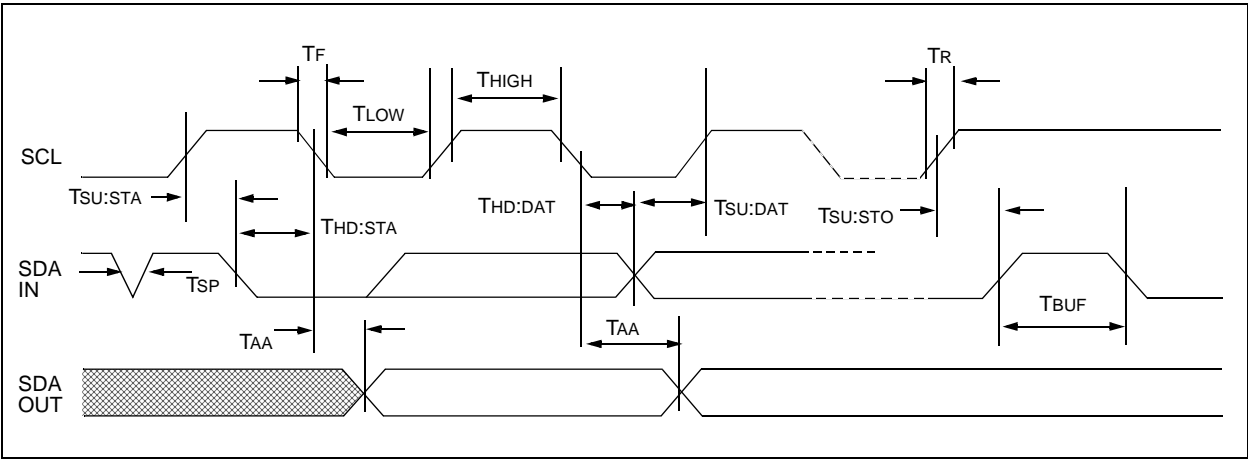 TF
TR
THIGH
TLOW
SCL
TSU:STA
THD:STA
THD:DAT
TSU:DAT
TSU:STO
SDA
IN
TSP
TBUF
TAA
TAA
SDA
OUT